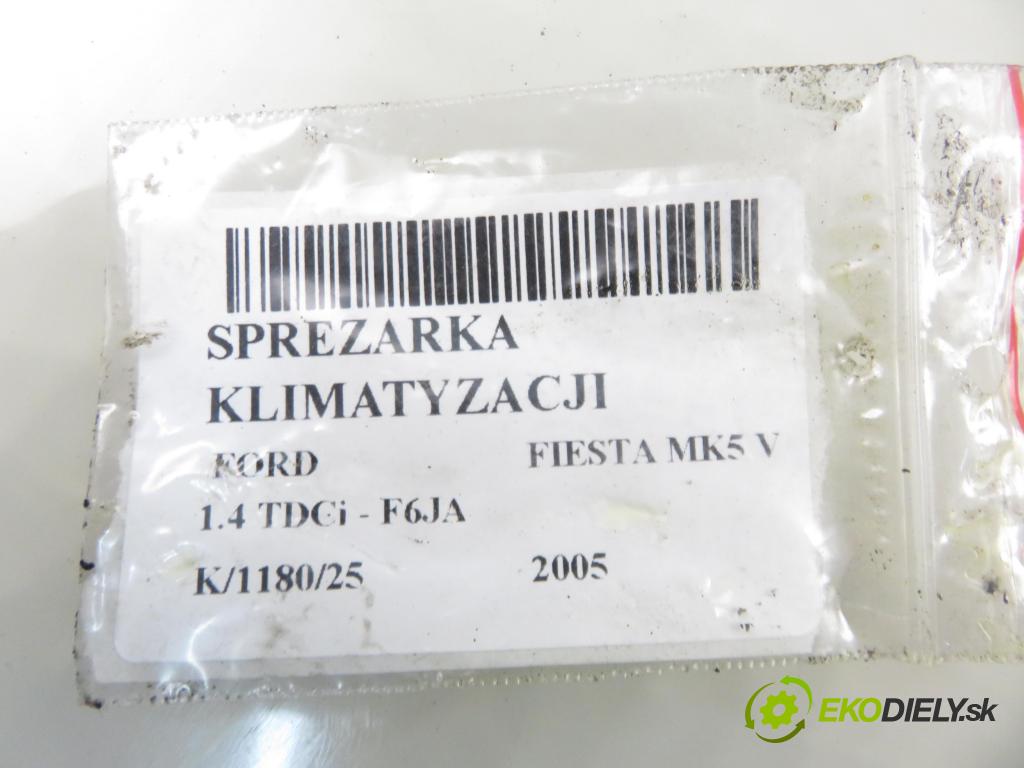 SPREZARKA
KLIMATYZACJI
FORD FIESTA MK5 V
1.4 TDCi - F6JA
K/1180/25 2005
EKODIELY.sk